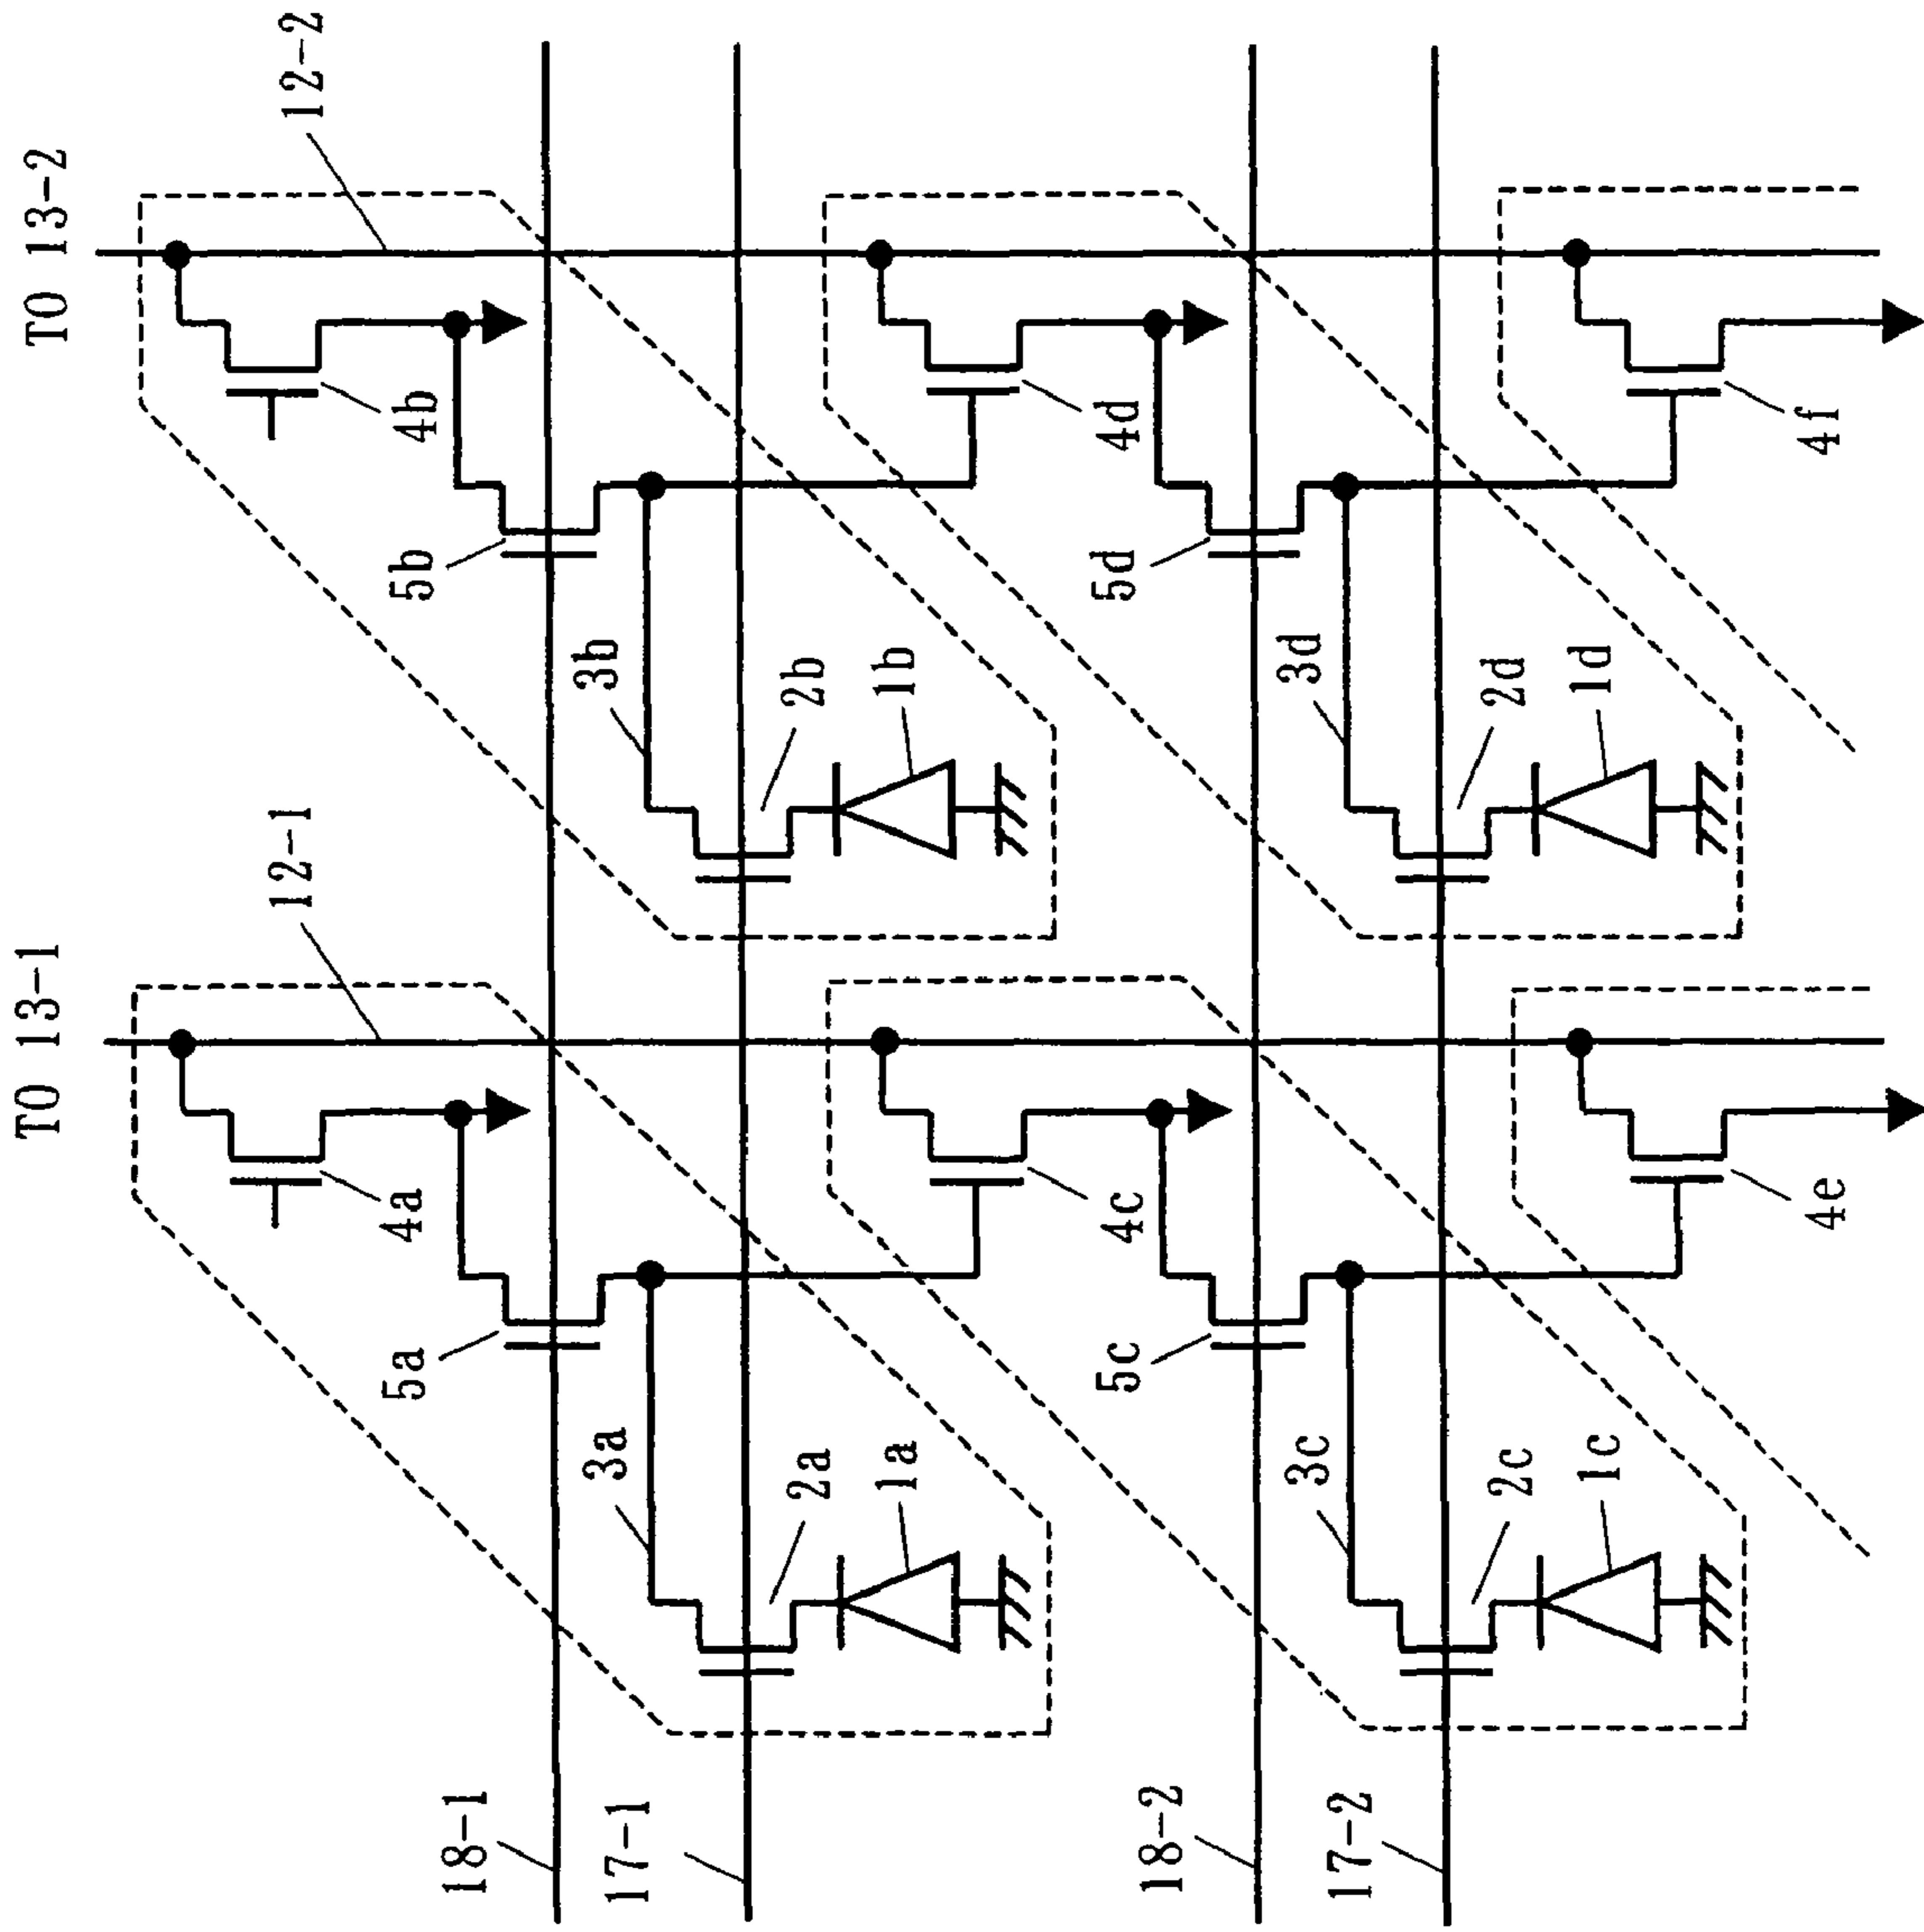 TO 13-1
TO 13-2
12-1
12-2
4a
4b
5a
5b
18-1
3a
3b
17-1
2a
2b
1a
1b
4c
4d
5c
5d
18-2
3c
3d
17-2
2c
2d
1c
1d
4e
4f